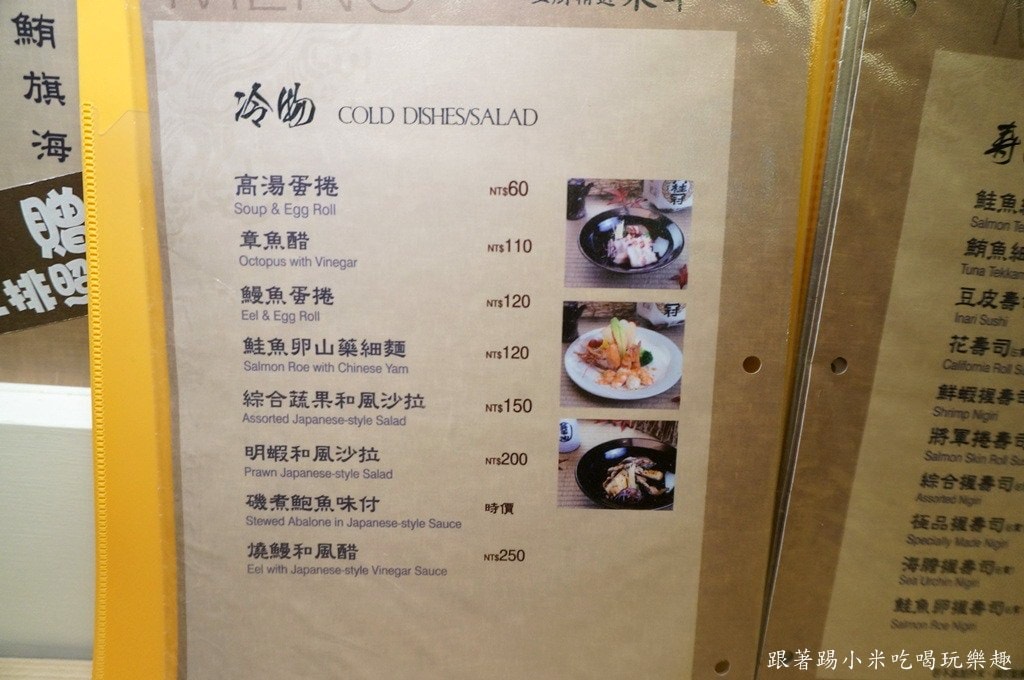 MENU
鮪
旗
海
贈
冷物 COLD DISHES/SALAD
高湯蛋捲 NT$60
Soup & Egg Roll
章魚醋 NT$110
Octopus with Vinegar
鰻魚蛋捲 NT$120
Eel & Egg Roll
鮭魚卵山藥細麵 NT$120
Salmon Roe with Chinese Yam
綜合蔬果和風沙拉 NT$150
Assorted Japanese-style Salad
明蝦和風沙拉 NT$200
Prawn Japanese-style Salad
磯煮鮑魚味付 時價
Stewed Abalone in Japanese-style Sauce
燒鰻和風醋 NT$250
Eel with Japanese-style Vinegar Sauce
壽
鮭魚
Salmon
鮪魚細
Tuna Tekkam
豆皮壽
Inari Sushi
花壽司
California Roll Su
鮮蝦握壽司
Shrimp Nigiri
將軍捲壽司
Salmon Skin Roll Su
綜合握壽司
Assorted Nigiri
極品握壽司
Specially Made Nigiri
海膽握壽司
Sea Urchin Nigiri
鮭魚卵握壽司
Salmon Roe Nigiri
跟著踢小米吃喝玩樂趣